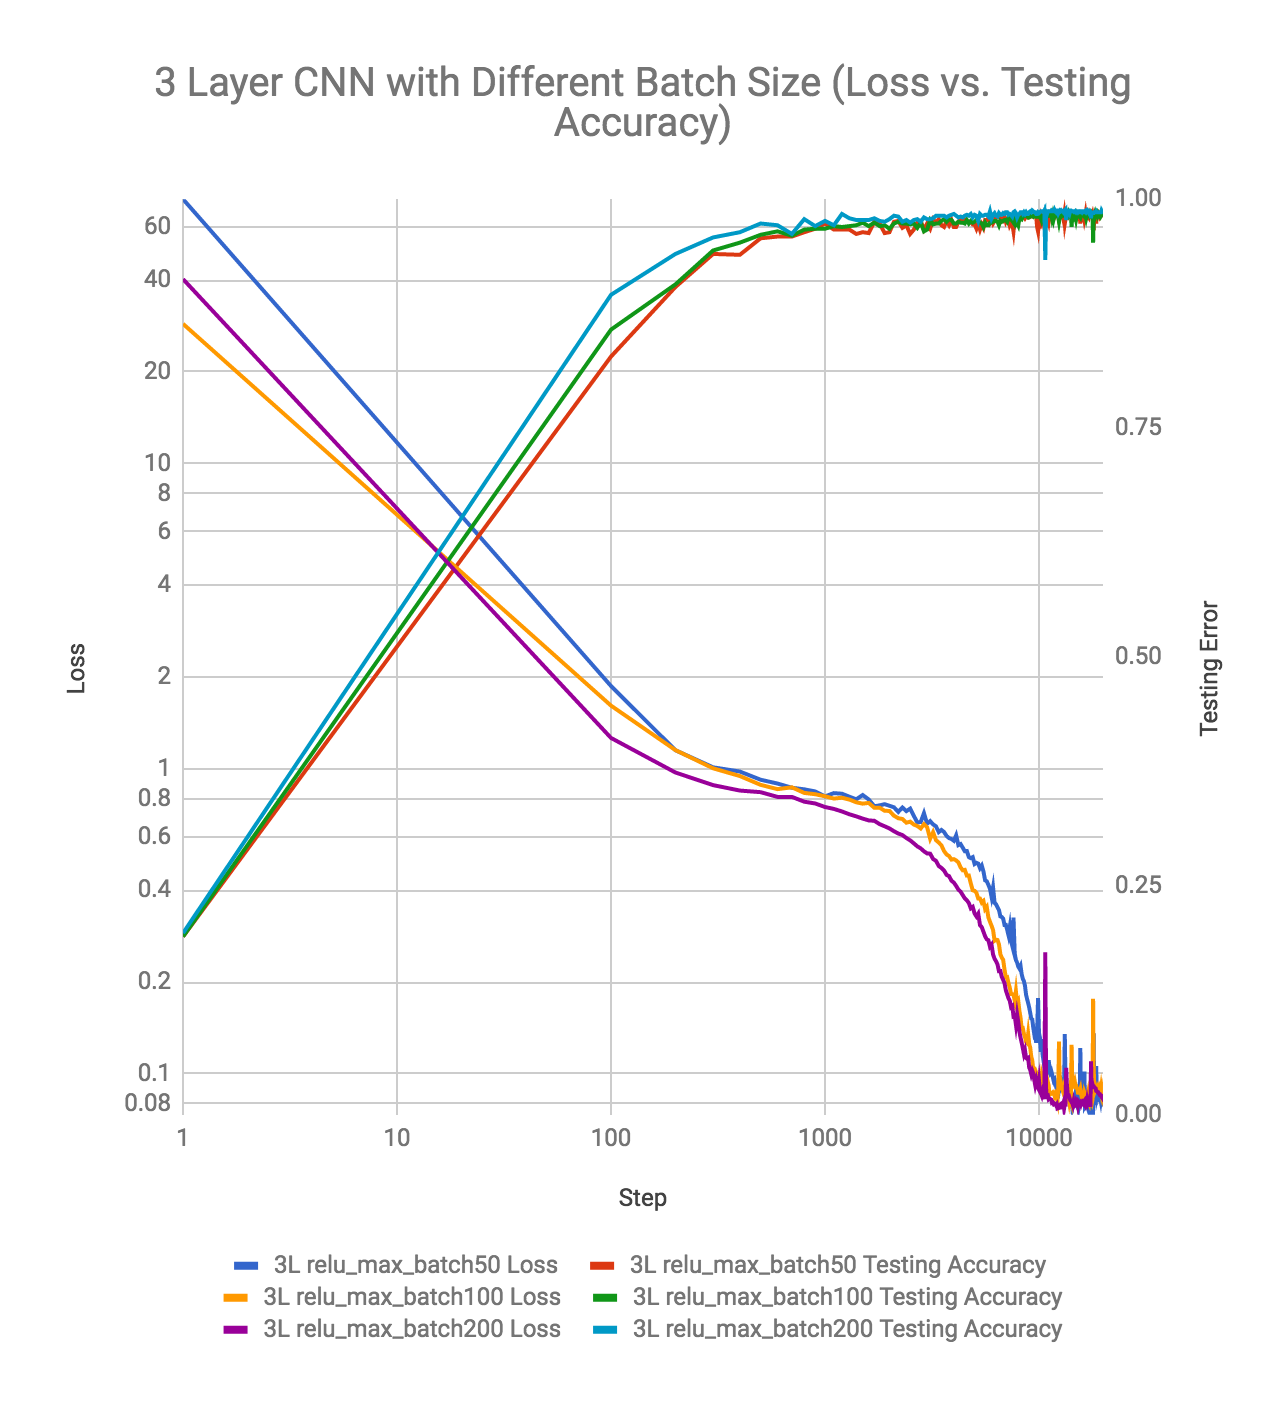 3 Layer CNN with Different Batch Size (Loss vs. Testing
Accuracy)
60
40
20
10
8
6
4
2
1
0.8
0.6
0.4
0.2
0.1
0.08
Loss
1.00
0.75
0.50
0.25
0.00
Testing Error
1 10 100 1000 10000
Step
3L relu_max_batch50 Loss 3L relu_max_batch50 Testing Accuracy
3L relu_max_batch100 Loss 3L relu_max_batch100 Testing Accuracy
3L relu_max_batch200 Loss 3L relu_max_batch200 Testing Accuracy